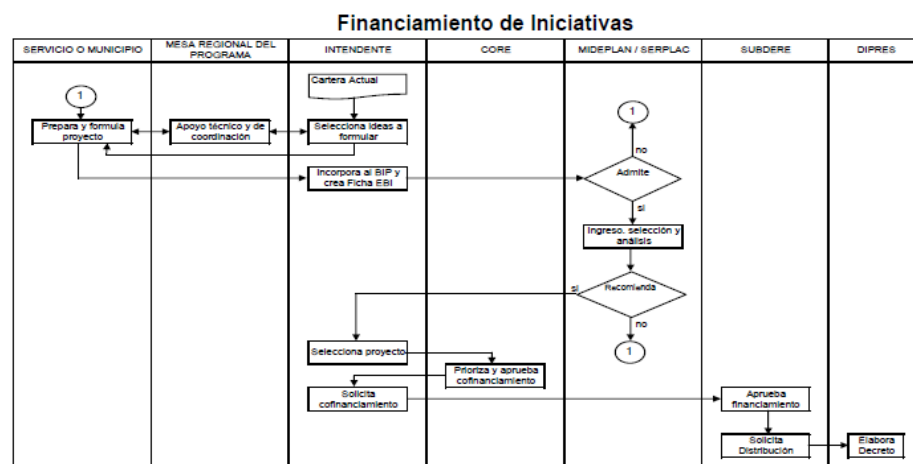 Financiamiento de Iniciativas
SERVICIO O MUNICIPIO
MESA REGIONAL DEL
PROGRAMA
INTENDENTE
CORE
MIDEPLAN / SERPLAC
SUBDERE
DIPRES
Cartera Actual
1
1
Prepara y formula
proyecto
Apoyo técnico y de
coordinación
Selecciona ideas a
formular
no
Incorpora al BIP y
crea Ficha EBI
Admite
si
Ingreso, selección y
análisis
si
Recomienda
no
1
Selecciona proyecto
Prioriza y aprueba
cofinanciamiento
Solicita
cofinanciamiento
Aprueba
financiamiento
Solicita
Distribución
Elabora
Decreto